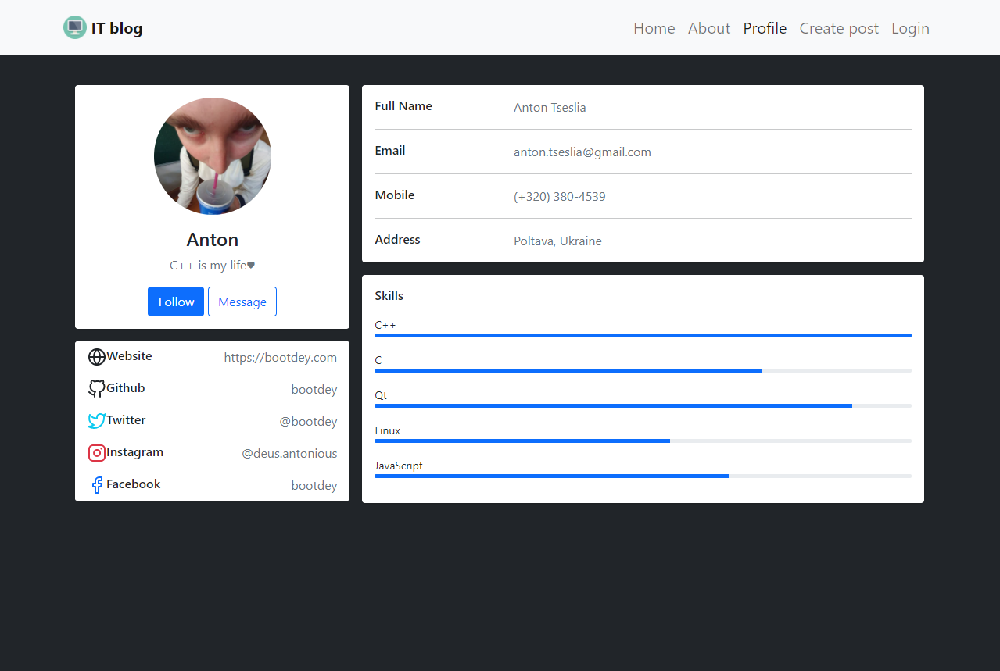 IT blog
Home About Profile Create post Login
Anton
C++ is my life♥
Follow Message
Website https://bootdey.com
Github bootdey
Twitter @bootdey
Instagram @deus.antonious
Facebook bootdey
Full Name Anton Tseslia
Email anton.tseslia@gmail.com
Mobile (+320) 380-4539
Address Poltava, Ukraine
Skills
C++
C
Qt
Linux
JavaScript